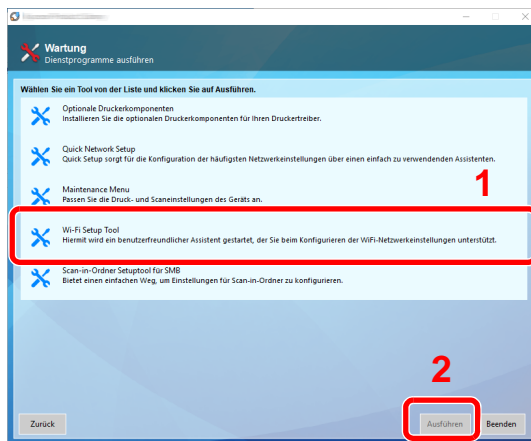 Wartung
Dienstprogramme ausführen
Wählen Sie ein Tool von der Liste und klicken Sie auf Ausführen.
Optionale Druckerkomponenten
Installieren Sie die optionalen Druckerkomponenten für Ihren Druckertreiber.
Quick Network Setup
Quick Setup sorgt für die Konfiguration der häufigsten Netzwerkeinstellungen über einen einfach zu verwendenden Assistenten.
1
Maintenance Menu
Passen Sie die Druck- und Scaneinstellungen des Geräts an.
Wi-Fi Setup Tool
Hiermit wird ein benutzerfreundlicher Assistent gestartet, der Sie beim Konfigurieren der WiFi-Netzwerkeinstellungen unterstützt.
Scan-in-Ordner Setuptool für SMB
Bietet einen einfachen Weg, um Einstellungen für Scan-in-Ordner zu konfigurieren.
2
Zurück
Ausführen
Beenden